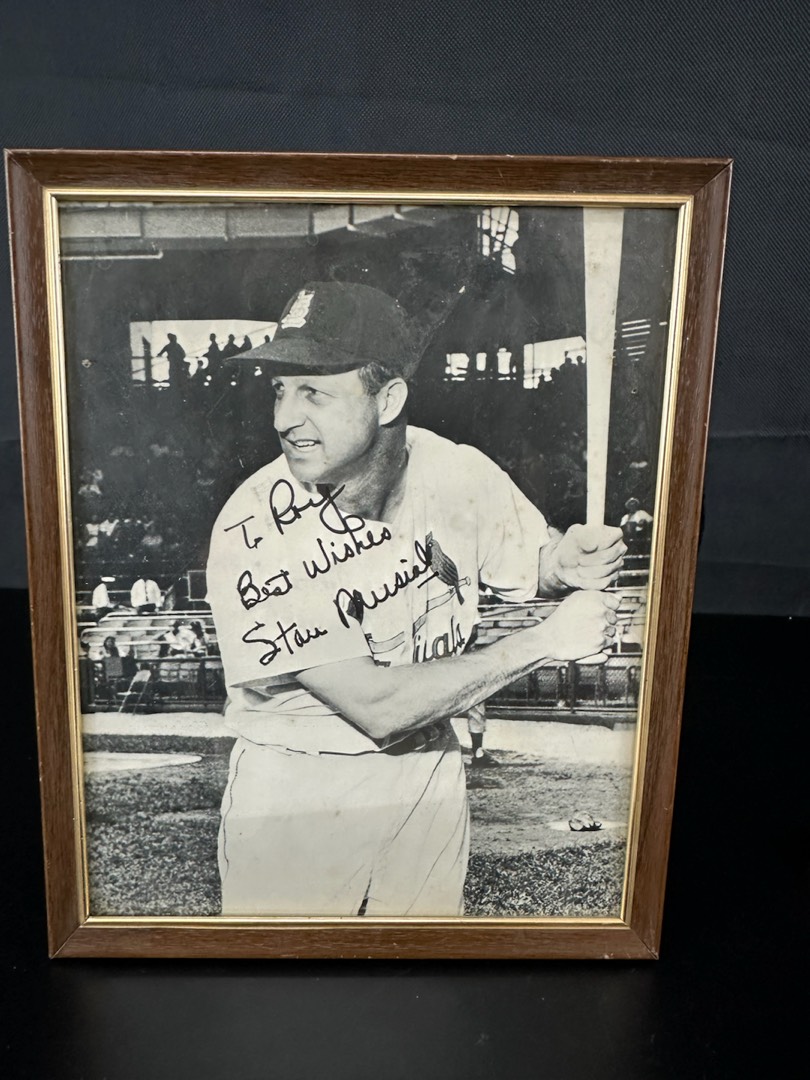 To Roy
Best Wishes
Stan Musial